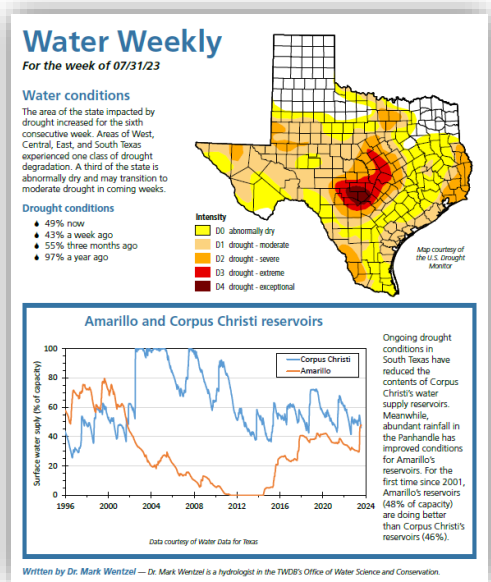 Water Weekly
For the week of 07/31/23
Water conditions
The area of the state impacted by
drought increased for the sixth
consecutive week. Areas of West,
Central, East, and South Texas
experienced one class of drought
degradation. A third of the state is
abnormally dry and may transition to
moderate drought in coming weeks.
Drought conditions
49% now
43% a week ago
55% three months ago
97% a year ago
Intensity
D0 abnormally dry
D1 drought - moderate
D2 drought - severe
D3 drought - extreme
D4 drought - exceptional
Map courtesy of
the U.S. Drought
Monitor
Amarillo and Corpus Christi reservoirs
Surface water suply (% of capacity)
100
80
60
40
20
0
1996
2000
2004
2008
2012
2016
2020
2024
Corpus Christi
Amarillo
Data courtesy of Water Data for Texas
Ongoing drought
conditions in
South Texas have
reduced the
contents of Corpus
Christi's water
supply reservoirs.
Meanwhile,
abundant rainfall in
the Panhandle has
improved conditions
for Amarillo's
reservoirs. For the
first time since 2001,
Amarillo's reservoirs
(48% of capacity)
are doing better
than Corpus Christi's
reservoirs (46%).
Written by Dr. Mark Wentzel — Dr. Mark Wentzel is a hydrologist in the TWDB's Office of Water Science and Conservation.